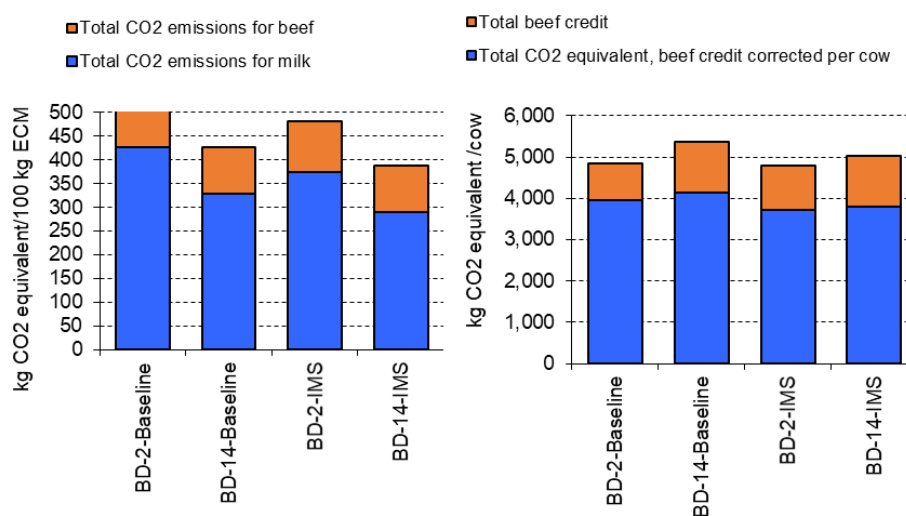 Total CO2 emissions for beef
Total CO2 emissions for milk
kg CO2 equivalent/100 kg ECM
500
450
400
350
300
250
200
150
100
50
0
BD-2-Baseline
BD-14-Baseline
BD-2-IMS
BD-14-IMS
Total beef credit
Total CO2 equivalent, beef credit corrected per cow
kg CO2 equivalent /cow
6,000
5,000
4,000
3,000
2,000
1,000
0
BD-2-Baseline
BD-14-Baseline
BD-2-IMS
BD-14-IMS